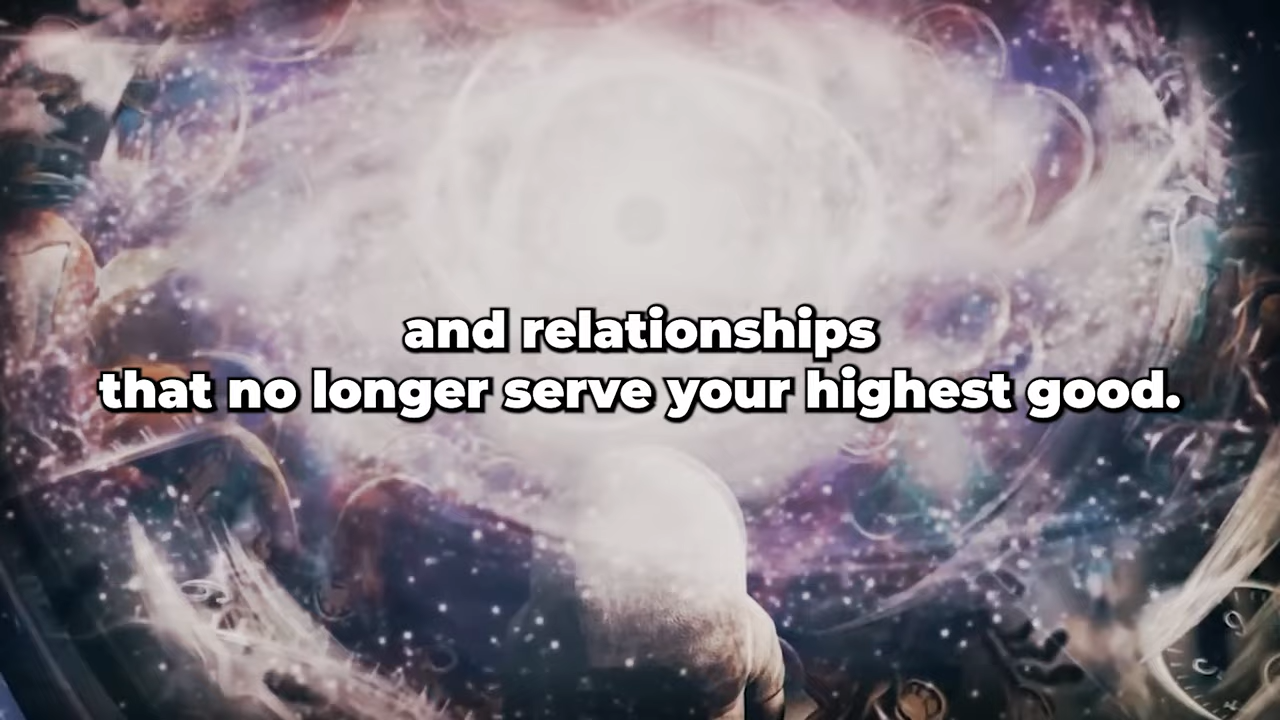 and relationships
that no longer serve your highest good.